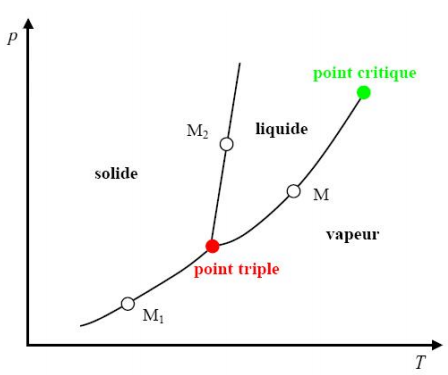 p
point critique
M2
liquide
solide
M
vapeur
point triple
M1
T